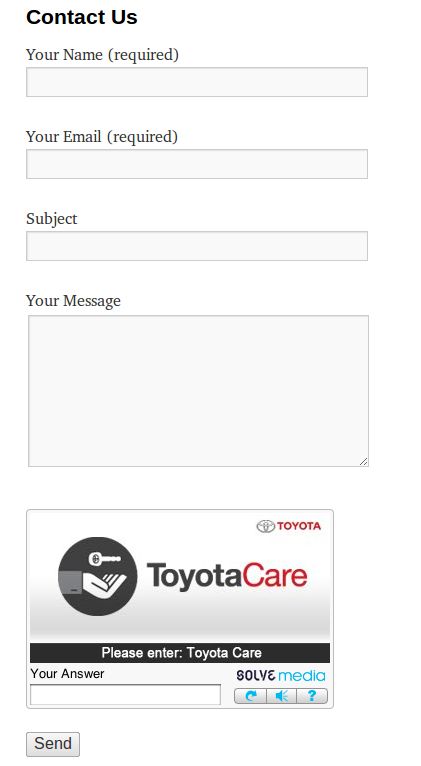 Contact Us
Your Name (required)
Your Email (required)
Subject
Your Message
TOYOTA
ToyotaCare
Please enter: Toyota Care
Your Answer
SOLVE media
?
Send